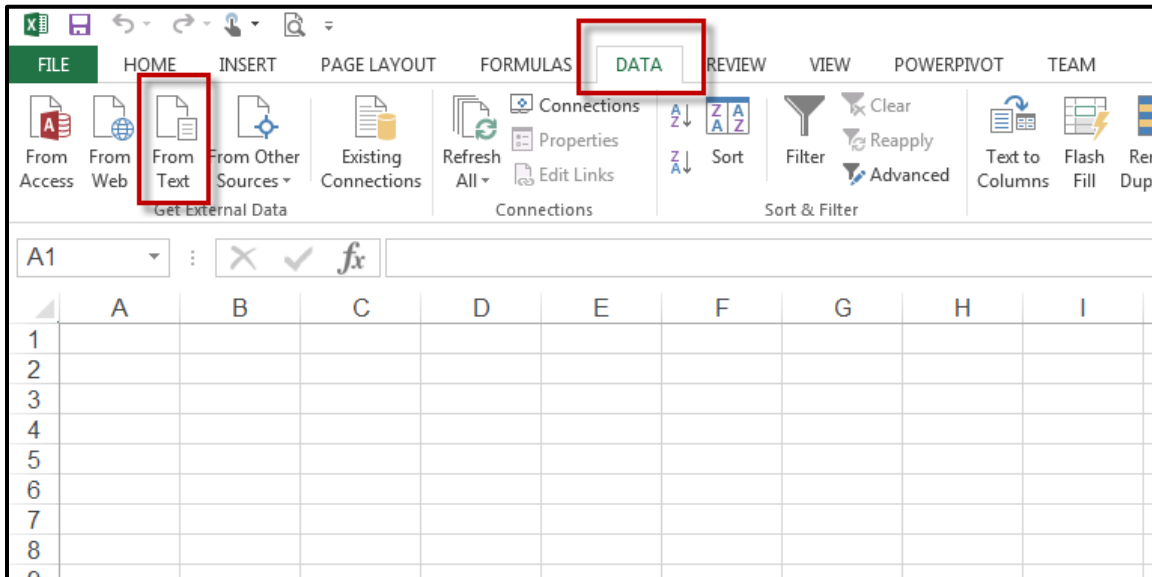 FILE HOME INSERT PAGE LAYOUT FORMULAS DATA REVIEW VIEW POWERPIVOT TEAM
From Access
From Web
From Text
From Other Sources
Existing Connections
Get External Data
Refresh All
Connections
Properties
Edit Links
Connections
Sort
Filter
Clear
Reapply
Advanced
Sort & Filter
Text to Columns
Flash Fill
A1 fx
A B C D E F G H I
1
2
3
4
5
6
7
8